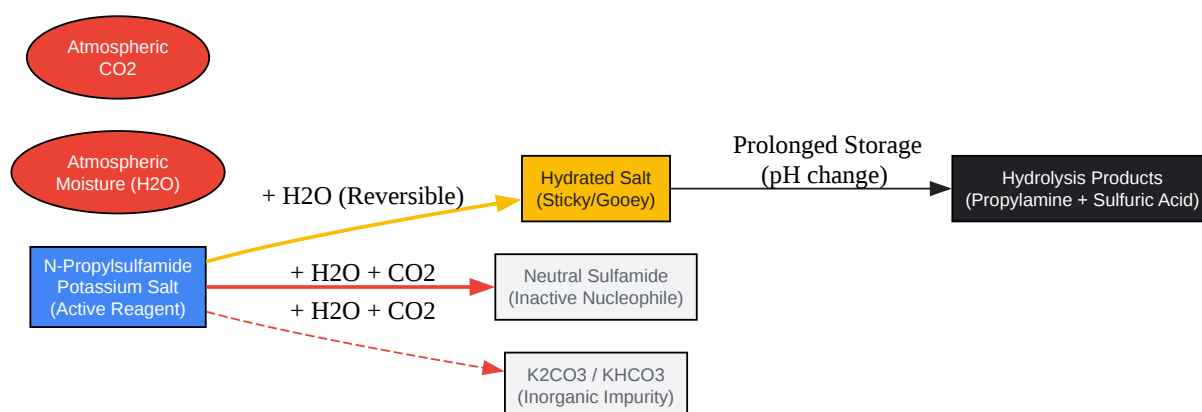 Atmospheric
CO2
Atmospheric
Moisture (H2O)
+ H2O (Reversible)
N-Propylsulfamide
Potassium Salt
(Active Reagent)
+ H2O + CO2
+ H2O + CO2
Hydrated Salt
(Sticky/Gooey)
Neutral Sulfamide
(Inactive Nucleophile)
K2CO3 / KHCO3
(Inorganic Impurity)
Prolonged Storage
(pH change)
Hydrolysis Products
(Propylamine + Sulfuric Acid)